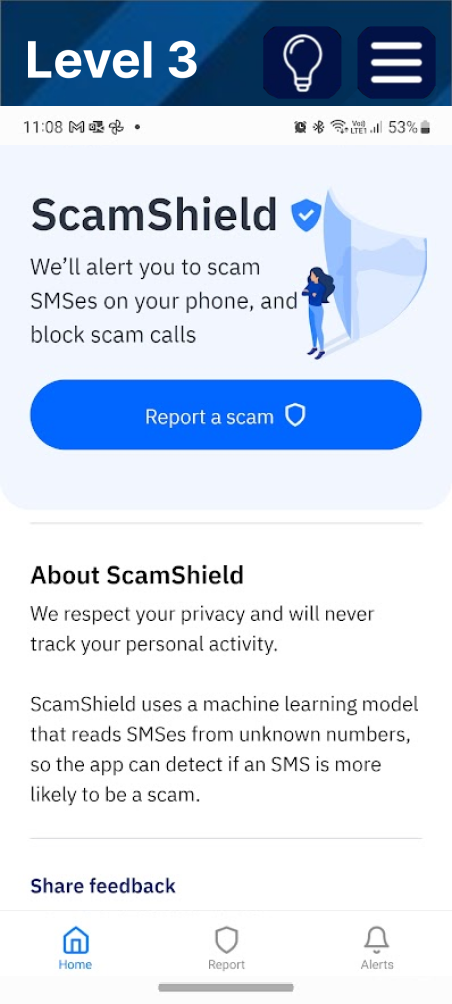 Level 3
11:08
Vo)) LTE1 53%
ScamShield
We’ll alert you to scam
SMSes on your phone, and
block scam calls
Report a scam
About ScamShield
We respect your privacy and will never
track your personal activity.
ScamShield uses a machine learning model
that reads SMSes from unknown numbers,
so the app can detect if an SMS is more
likely to be a scam.
Share feedback
Home Report Alerts